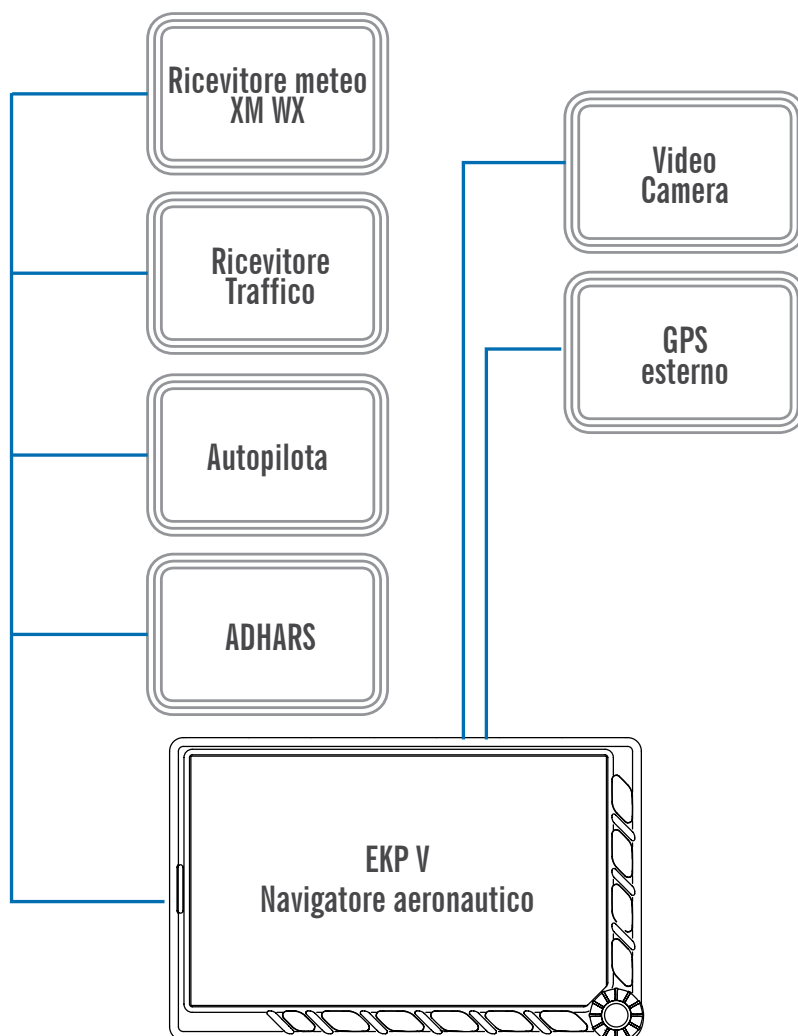 Ricevitore meteo
XM WX
Ricevitore
Traffico
Autopilota
ADHARS
Video
Camera
GPS
esterno
EKP V
Navigatore aeronautico